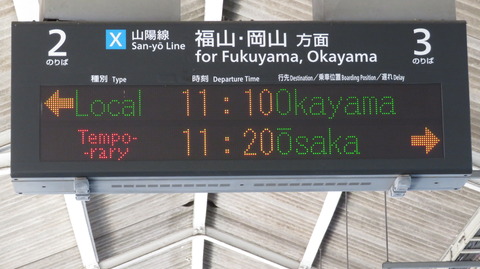 2
のりば
X 山陽線
San-yō Line
福山・岡山 方面
for Fukuyama, Okayama
3
のりば
種別 Type 時刻 Departure Time 行先 Destination／乗車位置 Boarding Position／遅れ Delay
Local 11:10 Okayama
Tempo-
-rary 11:20 Ōsaka